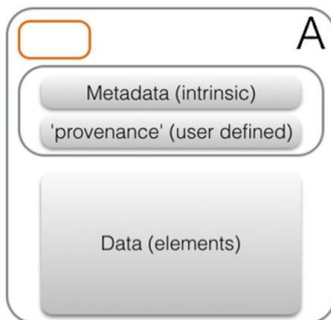 A
Metadata (intrinsic)
'provenance' (user defined)
Data (elements)